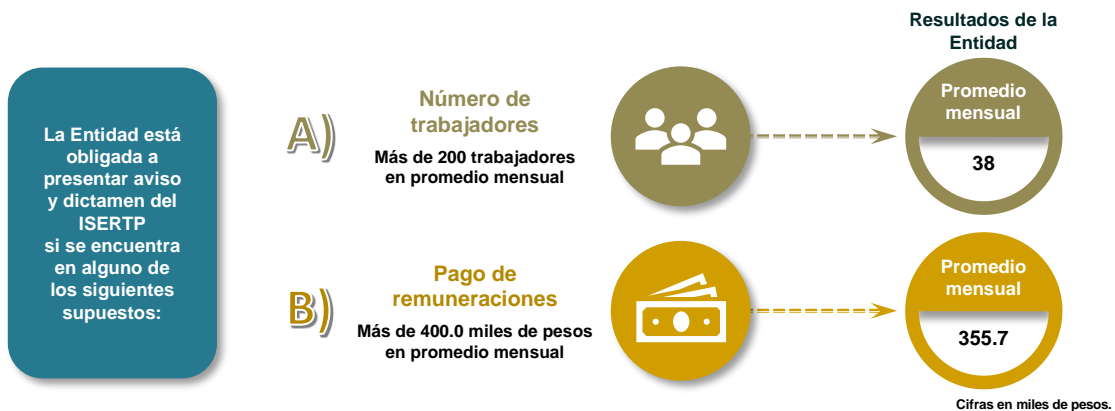 Resultados de la
Entidad
La Entidad está
obligada a
presentar aviso
y dictamen del
ISERTP
si se encuentra
en alguno de
los siguientes
supuestos:
A)
Número de
trabajadores
Más de 200 trabajadores
en promedio mensual
Promedio
mensual
38
B)
Pago de
remuneraciones
Más de 400.0 miles de pesos
en promedio mensual
Promedio
mensual
355.7
Cifras en miles de pesos.